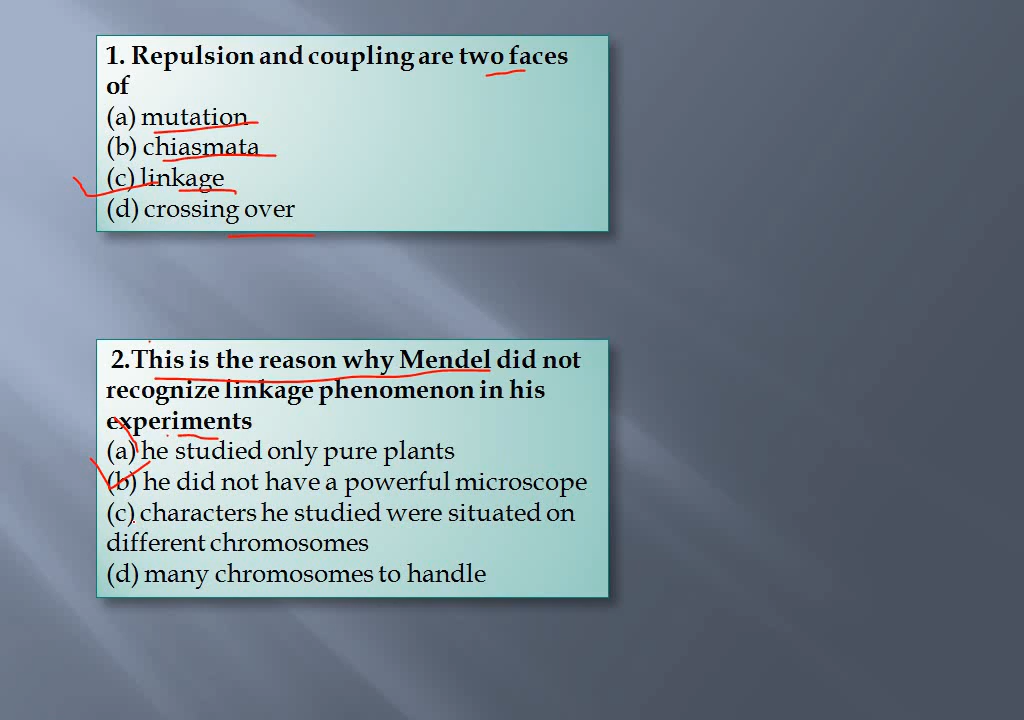 1. Repulsion and coupling are two faces
of
(a) mutation
(b) chiasmata
(c) linkage
(d) crossing over
2.This is the reason why Mendel did not
recognize linkage phenomenon in his
experiments
(a) he studied only pure plants
(b) he did not have a powerful microscope
(c) characters he studied were situated on
different chromosomes
(d) many chromosomes to handle